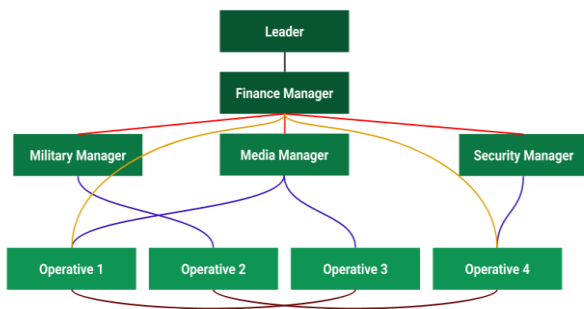 Leader
Finance Manager
Military Manager
Media Manager
Security Manager
Operative 1
Operative 2
Operative 3
Operative 4